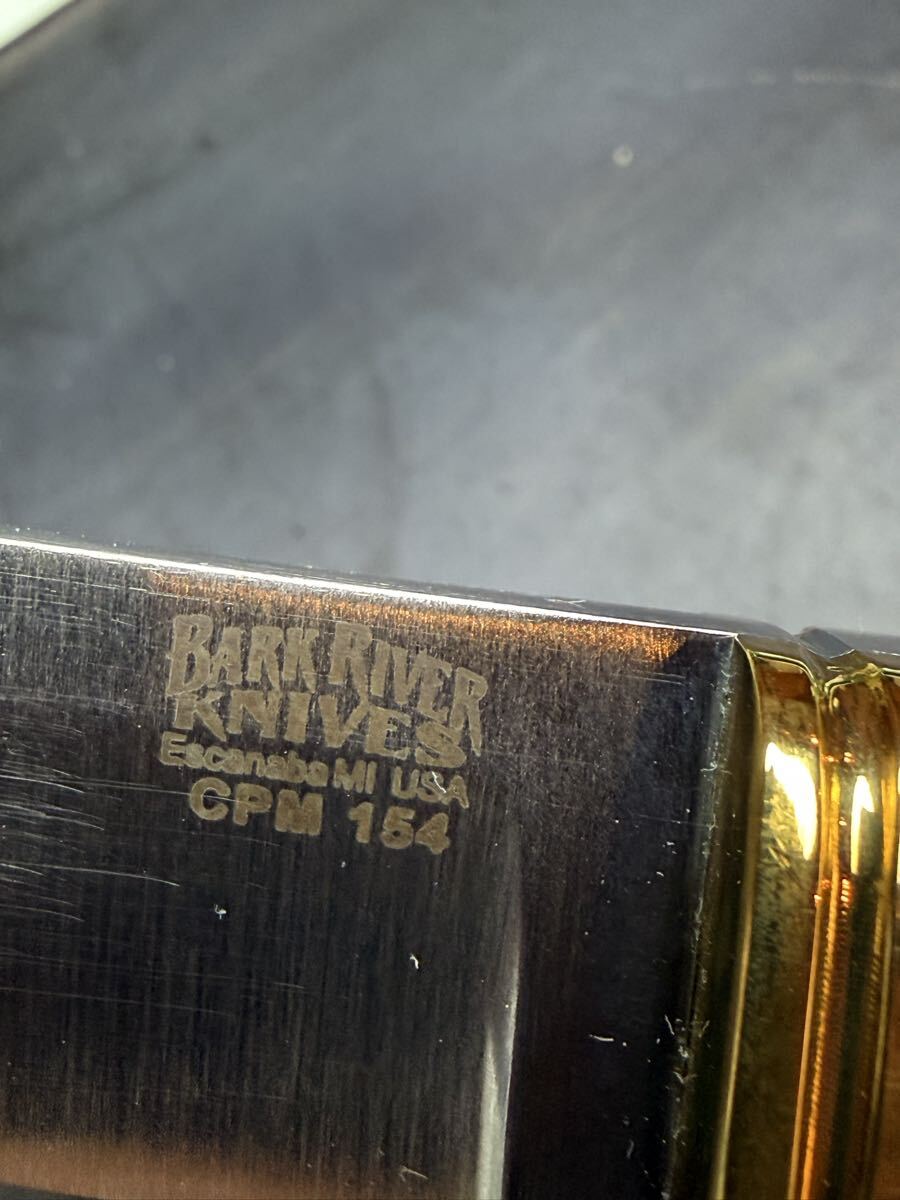 BARK RIVER
KNIVES
Escanaba MI USA
CPM 154